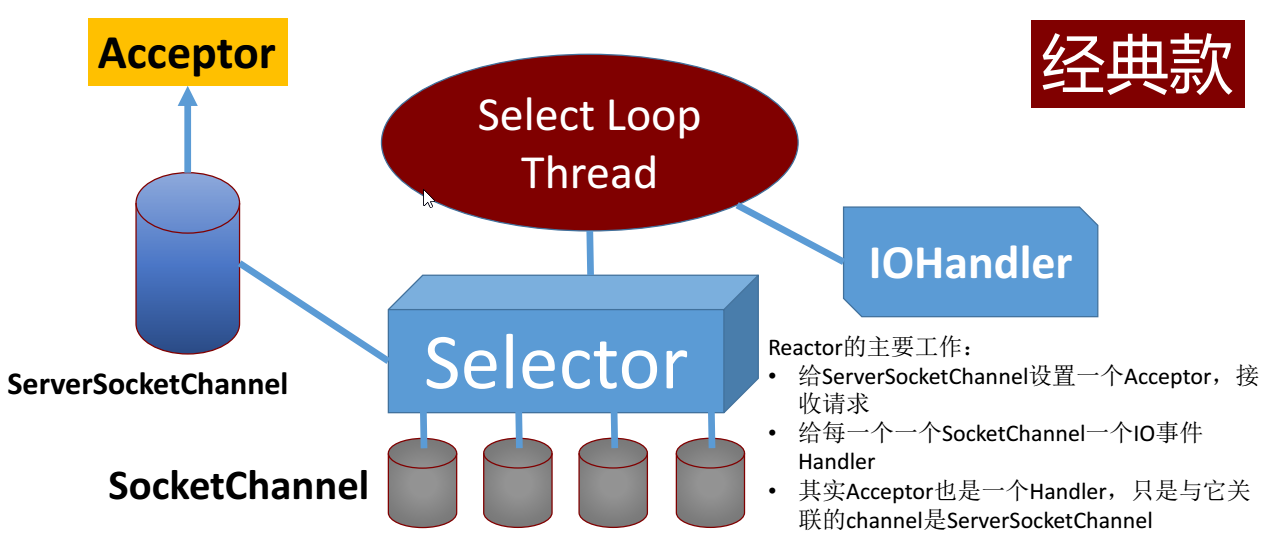 Acceptor
经典款
Select Loop
Thread
IOHandler
Selector
ServerSocketChannel
SocketChannel
Reactor的主要工作：
• 给ServerSocketChannel设置一个Acceptor，接
收请求
• 给每一个一个SocketChannel一个IO事件
Handler
• 其实Acceptor也是一个Handler，只是与它关
联的channel是ServerSocketChannel